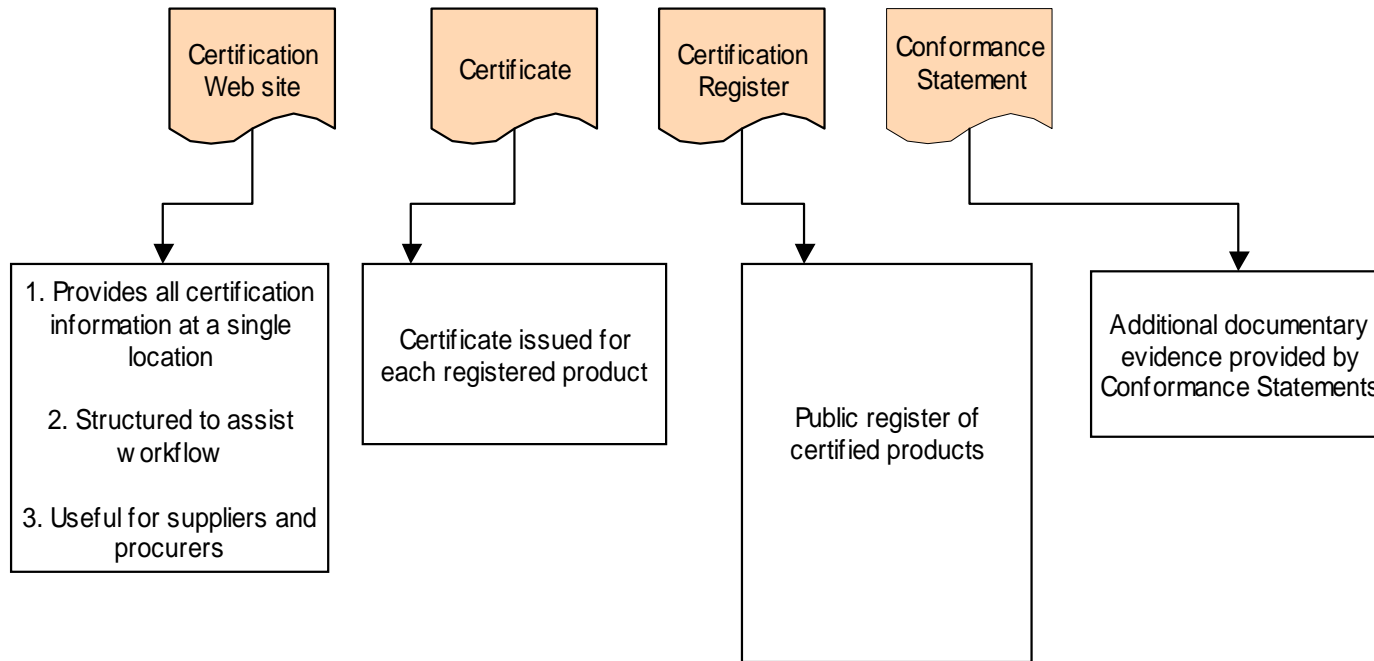 Certification
Web site
Certificate
Certification
Register
Conformance
Statement
1. Provides all certification
information at a single
location
2. Structured to assist
workflow
3. Useful for suppliers and
procurers
Certificate issued for
each registered product
Public register of
certified products
Additional documentary
evidence provided by
Conformance Statements